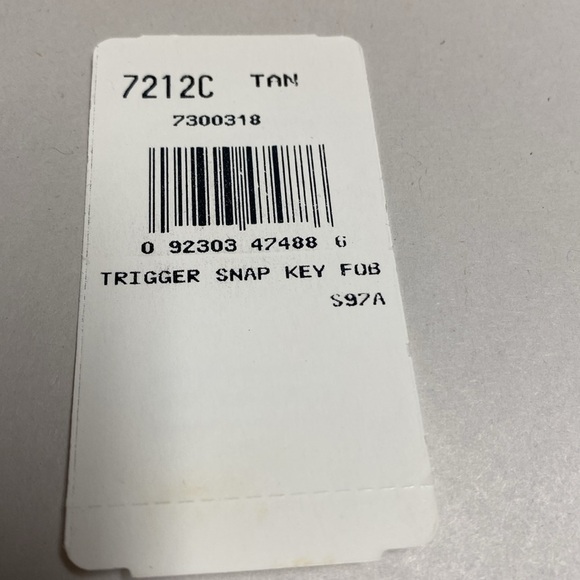 7212C TAN
7300318
0 92303 47488 6
TRIGGER SNAP KEY FOB
S97A